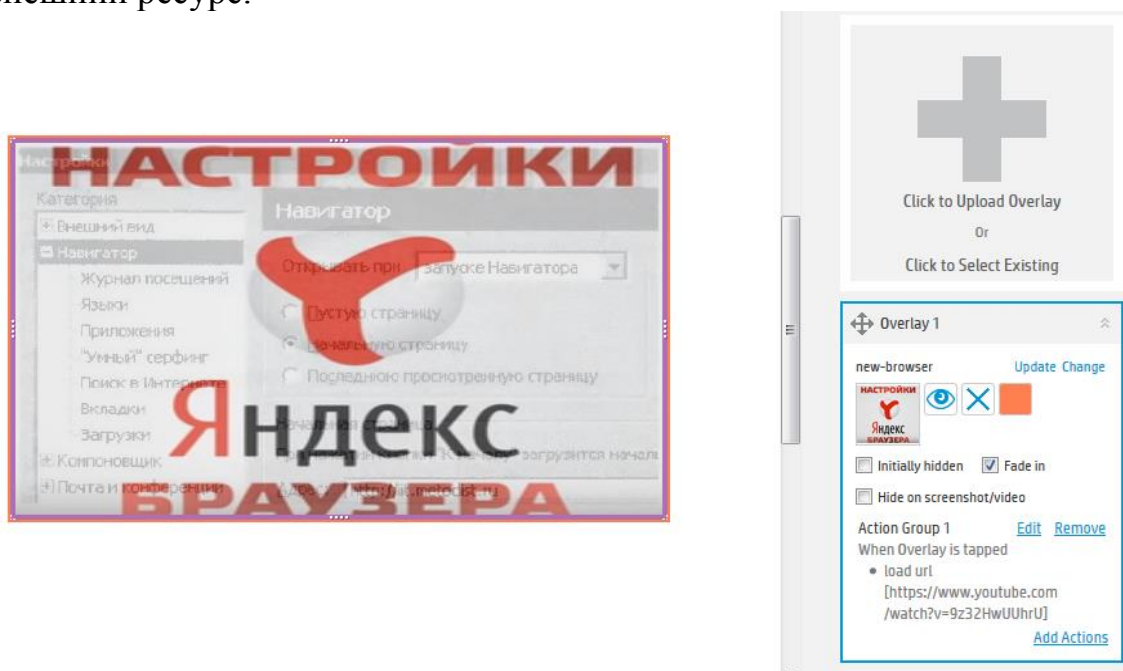 НАСТРОЙКИ
Настройки
Категория
Внешний вид
Навигатор
Журнал посещений
Языки
Приложения
"Умный" серфинг
Поиск в Интернете
Вкладки
Загрузки
Компоновщик
Почта и конференции
Навигатор
Открывать при запуске Навигатора
Пустую страницу
Начальную страницу
Последнюю просмотренную страницу
Начальная страница
Яндекс
БРАУЗЕРА
Click to Upload Overlay
Or
Click to Select Existing
Overlay 1
new-browser Update Change
НАСТРОЙКИ
Яндекс
БРАУЗЕРА
Initially hidden Fade in
Hide on screenshot/video
Action Group 1 Edit Remove
When Overlay is tapped
load url
[https://www.youtube.com
/watch?v=9z32HwUUhrU]
Add Actions